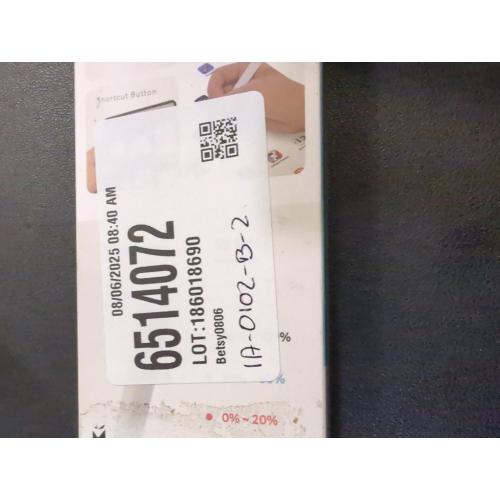 Shortcut Button
08/06/2025 08:40 AM
6514072
LOT:186018690
Betsy0806
1A-0102-B-2
%
%
0%~20%